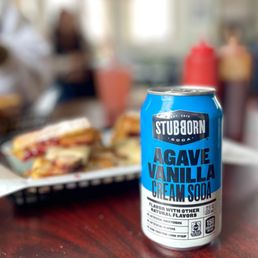 STUBBORN
SODA
AGAVE
VANILLA
CREAM SODA
FLAVOR WITH OTHER
NATURAL FLAVORS